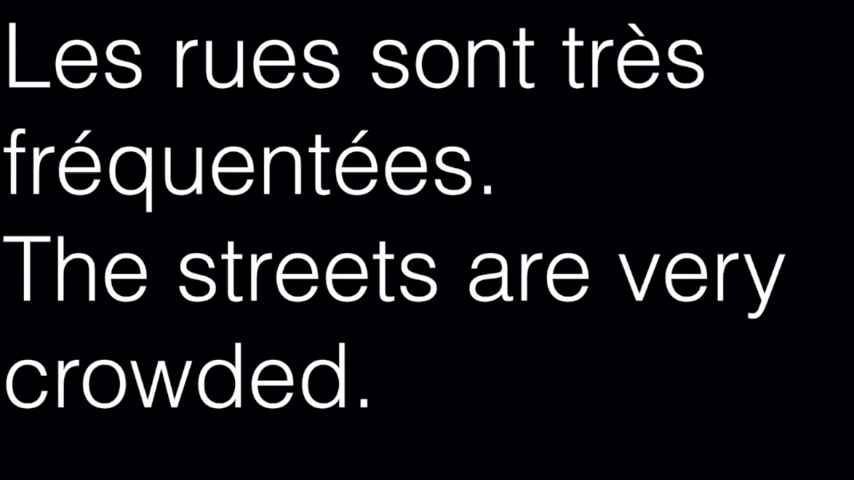 Les rues sont très
fréquentées.
The streets are very
crowded.